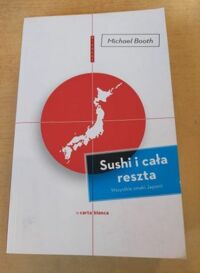 Michael Booth
Sushi i cała
reszta
Wszystkie smaki Japonii
carta blanca